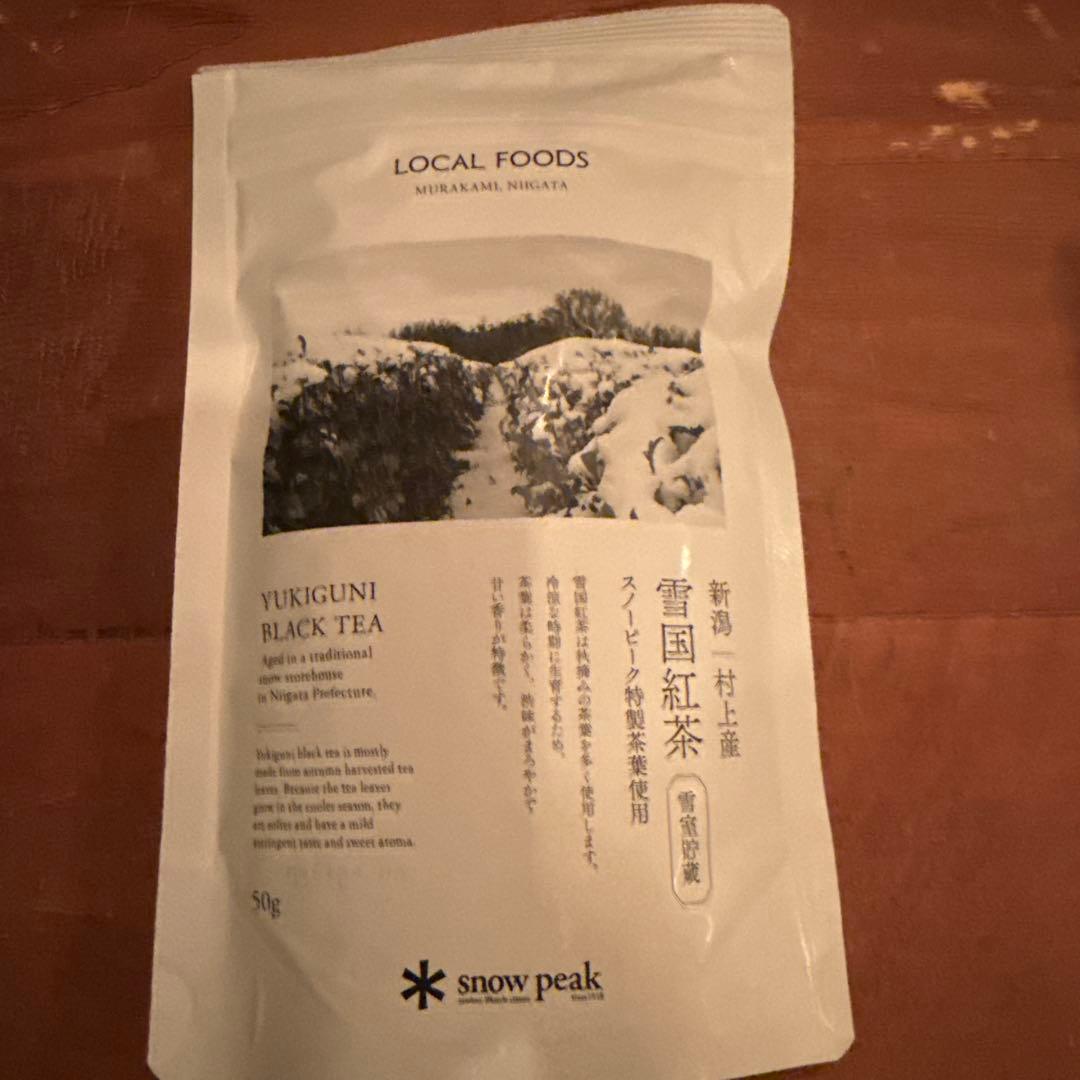 LOCAL FOODS
MURAKAMI, NIIGATA
新潟|村上産
雪国紅茶
雪室貯蔵
スノーピーク特製茶葉使用
雪国紅茶は秋摘みの茶葉を多く使用します。
冷涼な時期に生育するため、
茶葉は柔らかく、渋味がまろやかで
甘い香りが特徴です。
YUKIGUNI
BLACK TEA
Aged in a traditional
snow storehouse
in Niigata Prefecture.
Yukiguni black tea is mostly
made from autumn harvested tea
leaves. Because the tea leaves
grow in the cooler season, they
are softer and have a mild
astringent taste and sweet aroma.
50g
snow peak